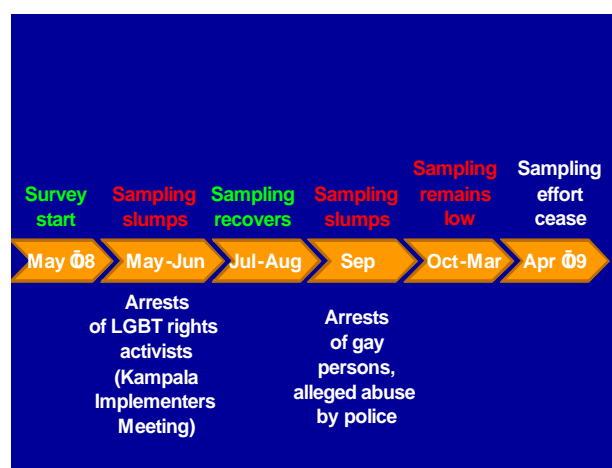 Survey
start
Sampling
slumps
Sampling
recovers
Sampling
slumps
Sampling
remains
low
Sampling
effort
cease
May Õ08
May-Jun
Jul-Aug
Sep
Oct-Mar
Apr Õ09
Arrests
of LGBT rights
activists
(Kampala
Implementers
Meeting)
Arrests
of gay
persons,
alleged abuse
by police